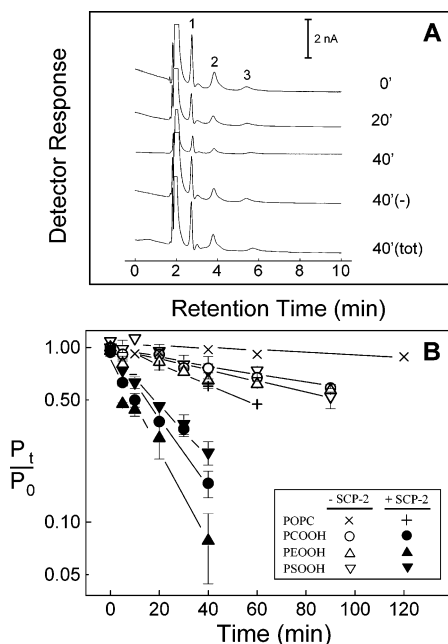 A
1
2
3
2 nA
0'
20'
40'
40'(-)
40'(tot)
Detector Response
0 2 4 6 8 10
Retention Time (min)
B
1.00
0.50
0.10
0.05
Pt
P0
- SCP-2 + SCP-2
POPC
PCOOH
PEOOH
PSOOH
0 20 40 60 80 100 120
Time (min)